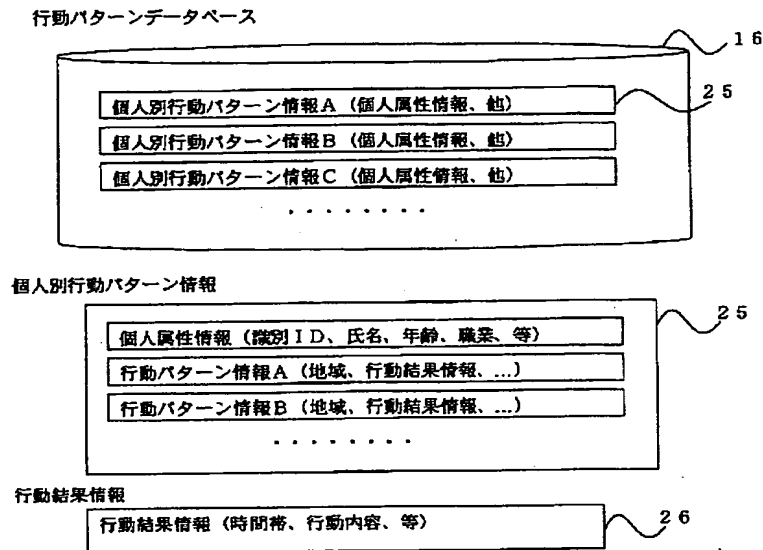 行動パターンデータベース
16
個人別行動パターン情報A（個人属性情報、他）
25
個人別行動パターン情報B（個人属性情報、他）
個人別行動パターン情報C（個人属性情報、他）
・・・・・・・・
個人別行動パターン情報
25
個人属性情報（識別ID、氏名、年齢、職業、等）
行動パターン情報A（地域、行動結果情報、...）
行動パターン情報B（地域、行動結果情報、...）
・・・・・・・・
行動結果情報
26
行動結果情報（時間帯、行動内容、等）